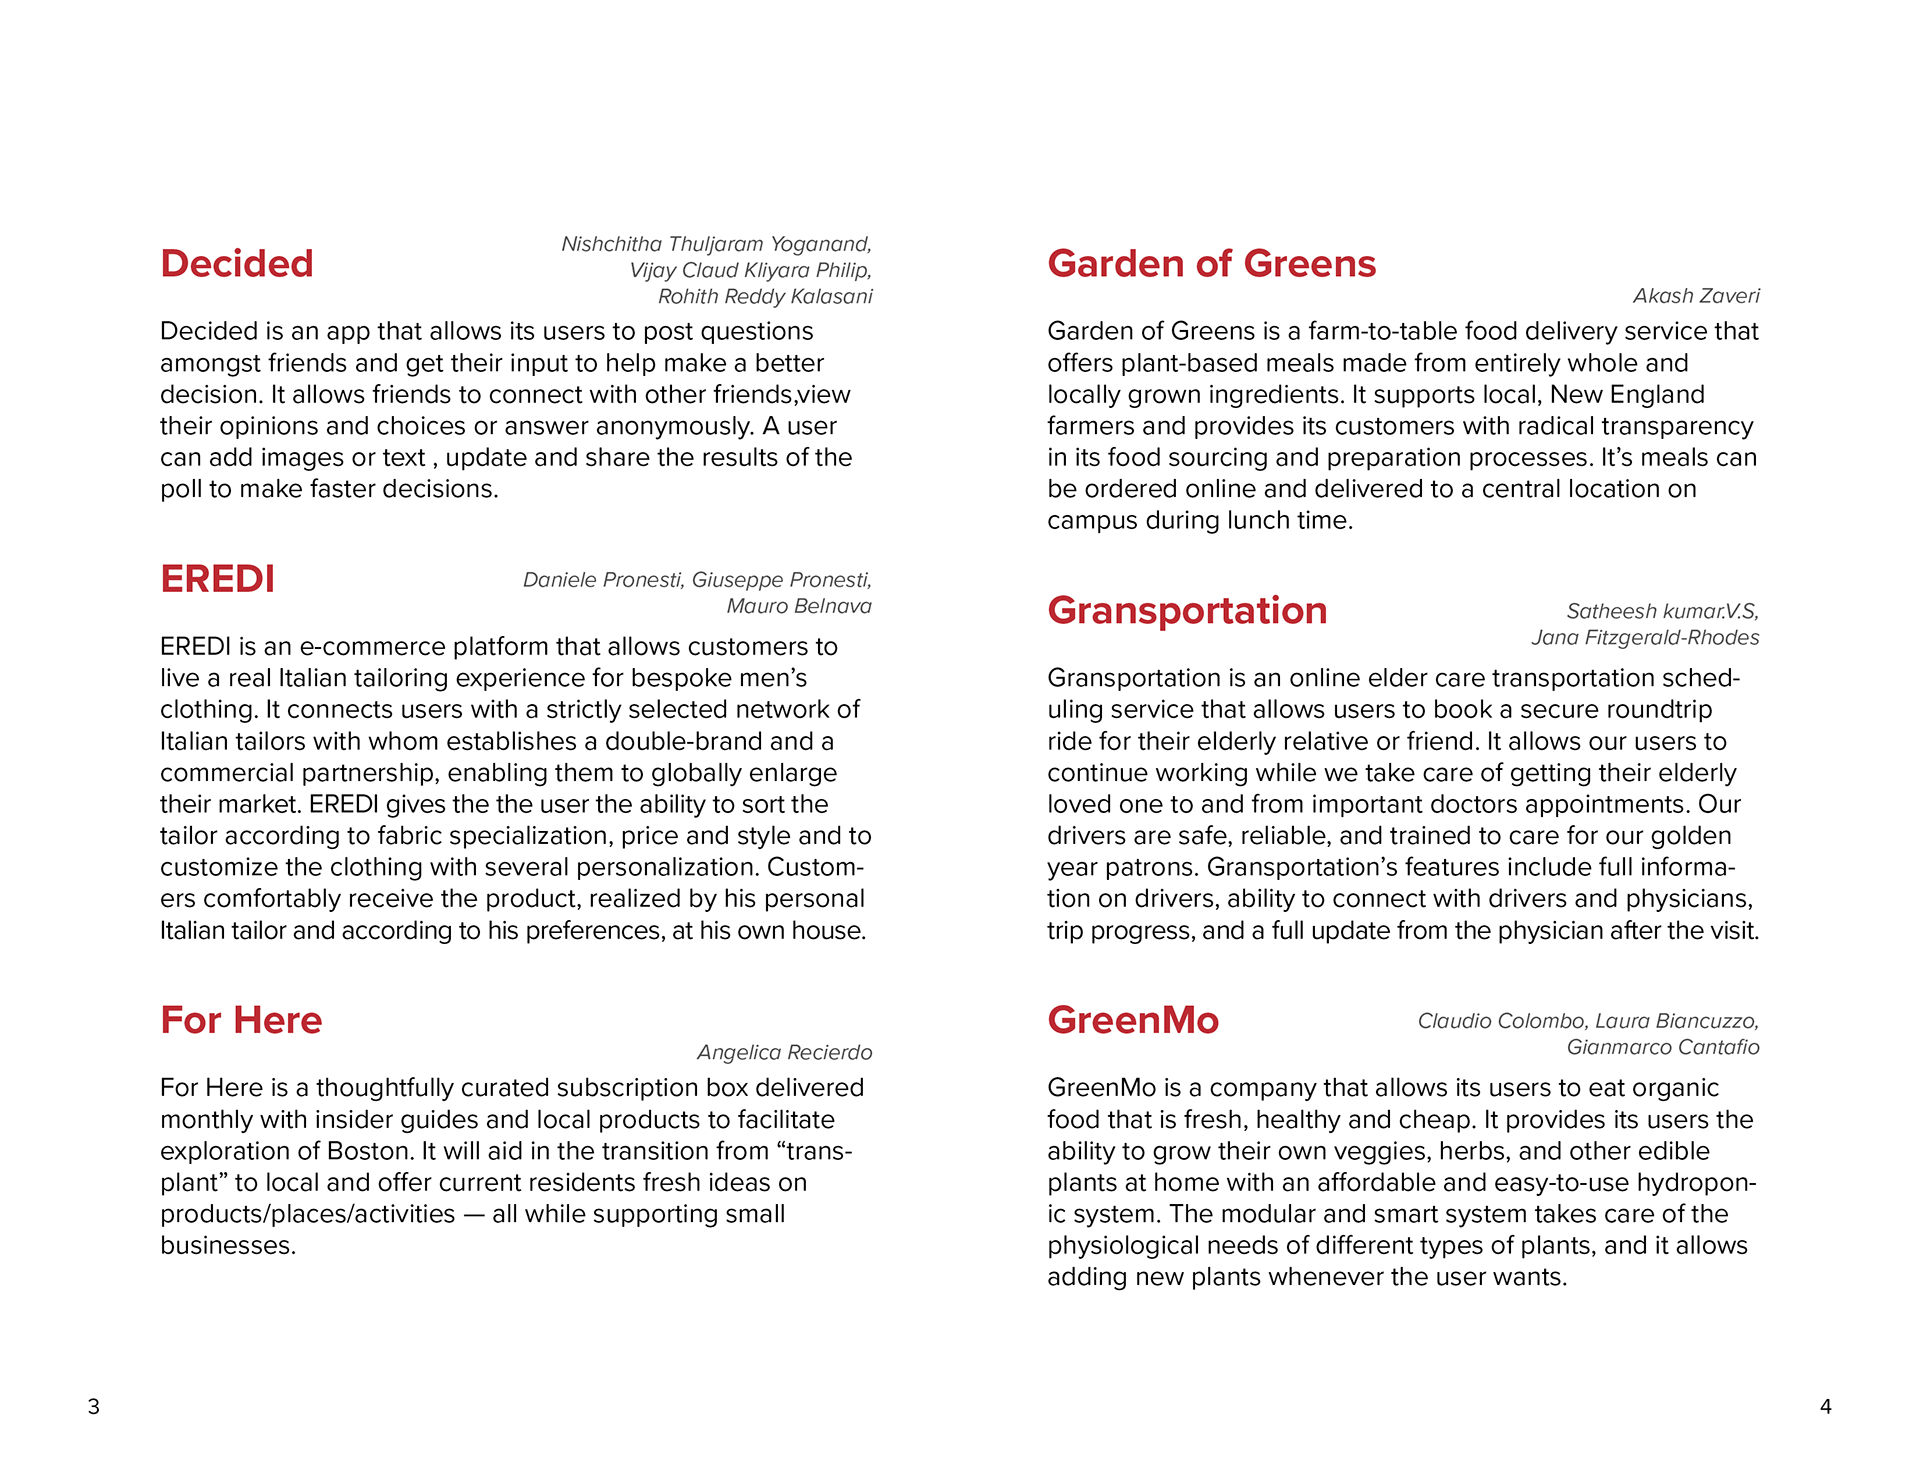 Decided
Nishchitha Thuljaram Yoganand,
Vijay Claud Kliyara Philip,
Rohith Reddy Kalasani
Decided is an app that allows its users to post questions
amongst friends and get their input to help make a better
decision. It allows friends to connect with other friends,view
their opinions and choices or answer anonymously. A user
can add images or text , update and share the results of the
poll to make faster decisions.
EREDI
Daniele Pronesti, Giuseppe Pronesti,
Mauro Belnava
EREDI is an e-commerce platform that allows customers to
live a real Italian tailoring experience for bespoke men’s
clothing. It connects users with a strictly selected network of
Italian tailors with whom establishes a double-brand and a
commercial partnership, enabling them to globally enlarge
their market. EREDI gives the the user the ability to sort the
tailor according to fabric specialization, price and style and to
customize the clothing with several personalization. Custom-
ers comfortably receive the product, realized by his personal
Italian tailor and according to his preferences, at his own house.
For Here
Angelica Recierdo
For Here is a thoughtfully curated subscription box delivered
monthly with insider guides and local products to facilitate
exploration of Boston. It will aid in the transition from “trans-
plant” to local and offer current residents fresh ideas on
products/places/activities — all while supporting small
businesses.
3
Garden of Greens
Akash Zaveri
Garden of Greens is a farm-to-table food delivery service that
offers plant-based meals made from entirely whole and
locally grown ingredients. It supports local, New England
farmers and provides its customers with radical transparency
in its food sourcing and preparation processes. It’s meals can
be ordered online and delivered to a central location on
campus during lunch time.
Gransportation
Satheesh kumar.V.S,
Jana Fitzgerald-Rhodes
Gransportation is an online elder care transportation sched-
uling service that allows users to book a secure roundtrip
ride for their elderly relative or friend. It allows our users to
continue working while we take care of getting their elderly
loved one to and from important doctors appointments. Our
drivers are safe, reliable, and trained to care for our golden
year patrons. Gransportation’s features include full informa-
tion on drivers, ability to connect with drivers and physicians,
trip progress, and a full update from the physician after the visit.
GreenMo
Claudio Colombo, Laura Biancuzzo,
Gianmarco Cantafio
GreenMo is a company that allows its users to eat organic
food that is fresh, healthy and cheap. It provides its users the
ability to grow their own veggies, herbs, and other edible
plants at home with an affordable and easy-to-use hydropon-
ic system. The modular and smart system takes care of the
physiological needs of different types of plants, and it allows
adding new plants whenever the user wants.
4